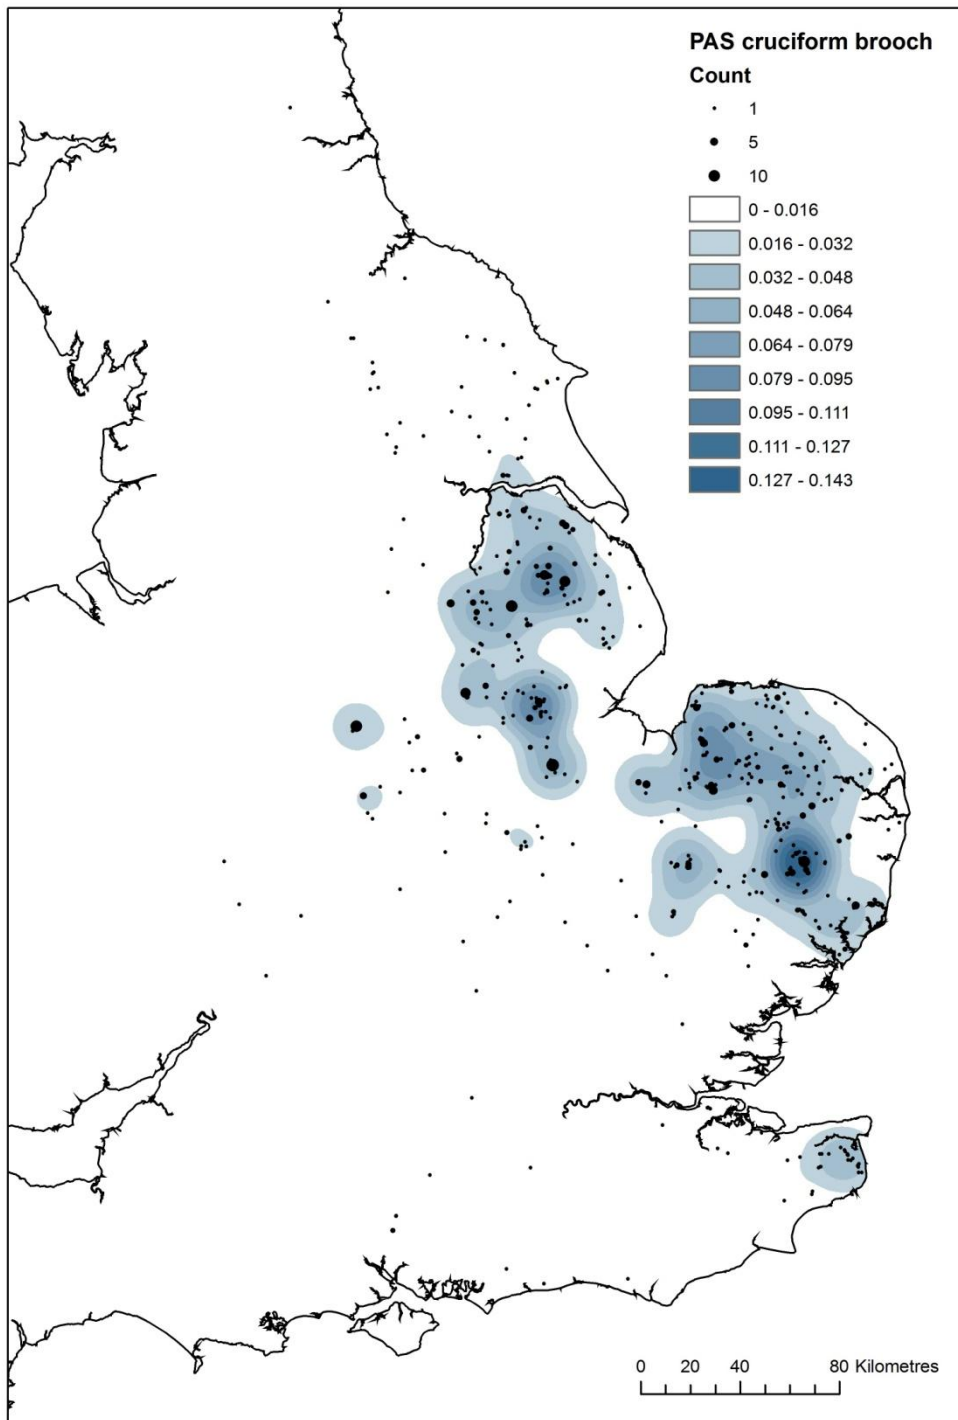 PAS cruciform brooch
Count
1
5
10
0 - 0.016
0.016 - 0.032
0.032 - 0.048
0.048 - 0.064
0.064 - 0.079
0.079 - 0.095
0.095 - 0.111
0.111 - 0.127
0.127 - 0.143
0 20 40 80 Kilometres